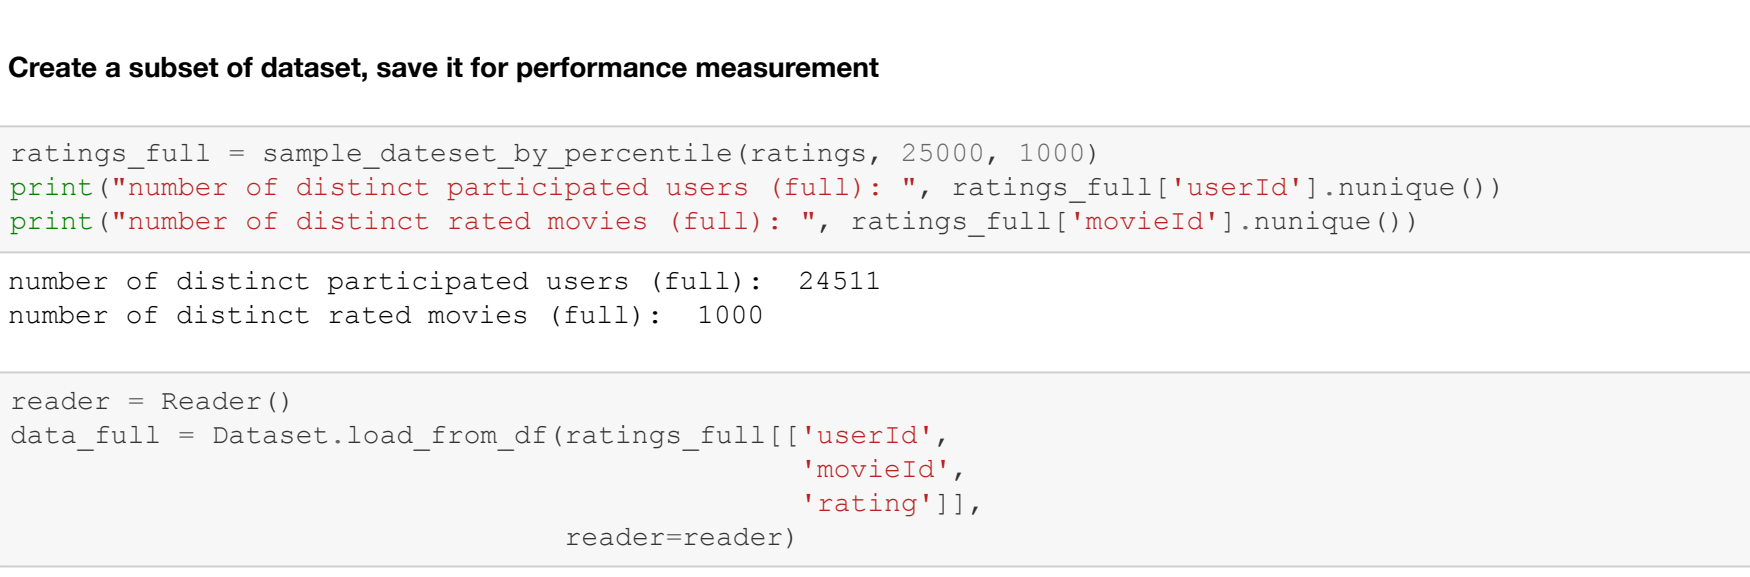 Create a subset of dataset, save it for performance measurement
ratings_full = sample_dateset_by_percentile(ratings, 25000, 1000)
print("number of distinct participated users (full): ", ratings_full['userId'].nunique())
print("number of distinct rated movies (full): ", ratings_full['movieId'].nunique())
number of distinct participated users (full):  24511
number of distinct rated movies (full):  1000
reader = Reader()
data_full = Dataset.load_from_df(ratings_full[['userId',
                                               'movieId',
                                               'rating']],
                                 reader=reader)